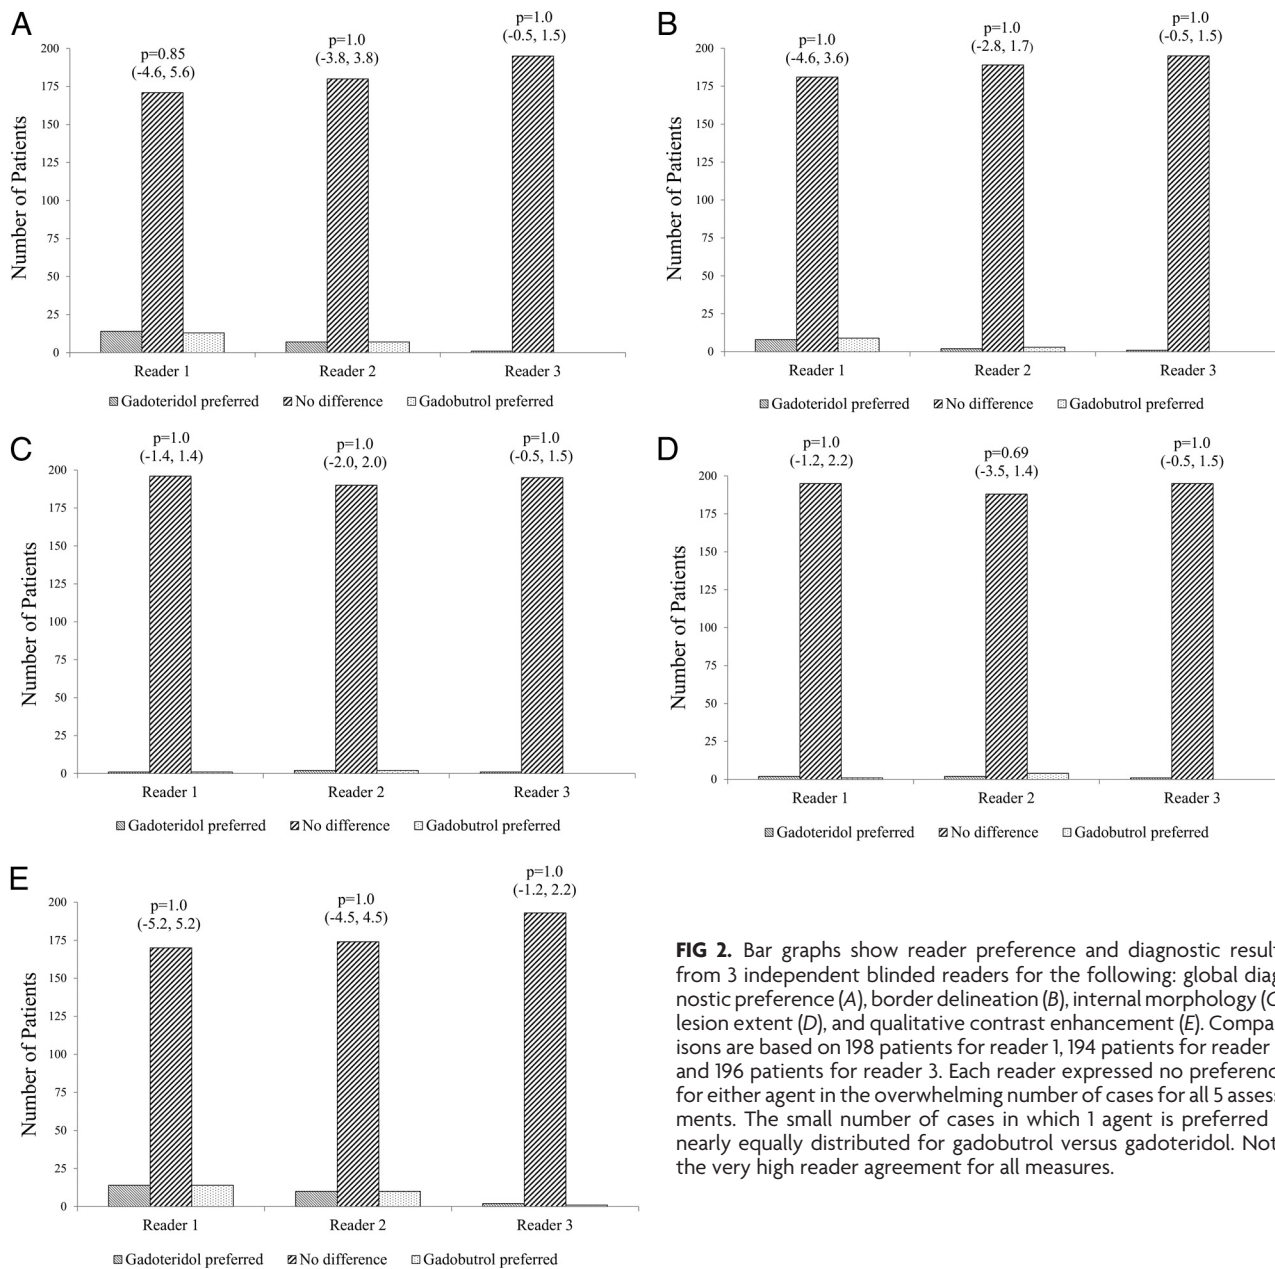 A
p=0.85
(-4.6, 5.6)
p=1.0
(-3.8, 3.8)
p=1.0
(-0.5, 1.5)
Number of Patients
200
175
150
125
100
75
50
25
0
Reader 1
Reader 2
Reader 3
Gadoteridol preferred
No difference
Gadobutrol preferred
B
p=1.0
(-4.6, 3.6)
p=1.0
(-2.8, 1.7)
p=1.0
(-0.5, 1.5)
Number of Patients
200
175
150
125
100
75
50
25
0
Reader 1
Reader 2
Reader 3
Gadoteridol preferred
No difference
Gadobutrol preferred
C
p=1.0
(-1.4, 1.4)
p=1.0
(-2.0, 2.0)
p=1.0
(-0.5, 1.5)
Number of Patients
200
175
150
125
100
75
50
25
0
Reader 1
Reader 2
Reader 3
Gadoteridol preferred
No difference
Gadobutrol preferred
D
p=1.0
(-1.2, 2.2)
p=0.69
(-3.5, 1.4)
p=1.0
(-0.5, 1.5)
Number of Patients
200
175
150
125
100
75
50
25
0
Reader 1
Reader 2
Reader 3
Gadoteridol preferred
No difference
Gadobutrol preferred
E
p=1.0
(-5.2, 5.2)
p=1.0
(-4.5, 4.5)
p=1.0
(-1.2, 2.2)
Number of Patients
200
175
150
125
100
75
50
25
0
Reader 1
Reader 2
Reader 3
Gadoteridol preferred
No difference
Gadobutrol preferred
FIG 2. Bar graphs show reader preference and diagnostic result
from 3 independent blinded readers for the following: global diag
nostic preference (A), border delineation (B), internal morphology (C
lesion extent (D), and qualitative contrast enhancement (E). Compa
isons are based on 198 patients for reader 1, 194 patients for reader
and 196 patients for reader 3. Each reader expressed no preferenc
for either agent in the overwhelming number of cases for all 5 assess
ments. The small number of cases in which 1 agent is preferred
nearly equally distributed for gadobutrol versus gadoteridol. Not
the very high reader agreement for all measures.